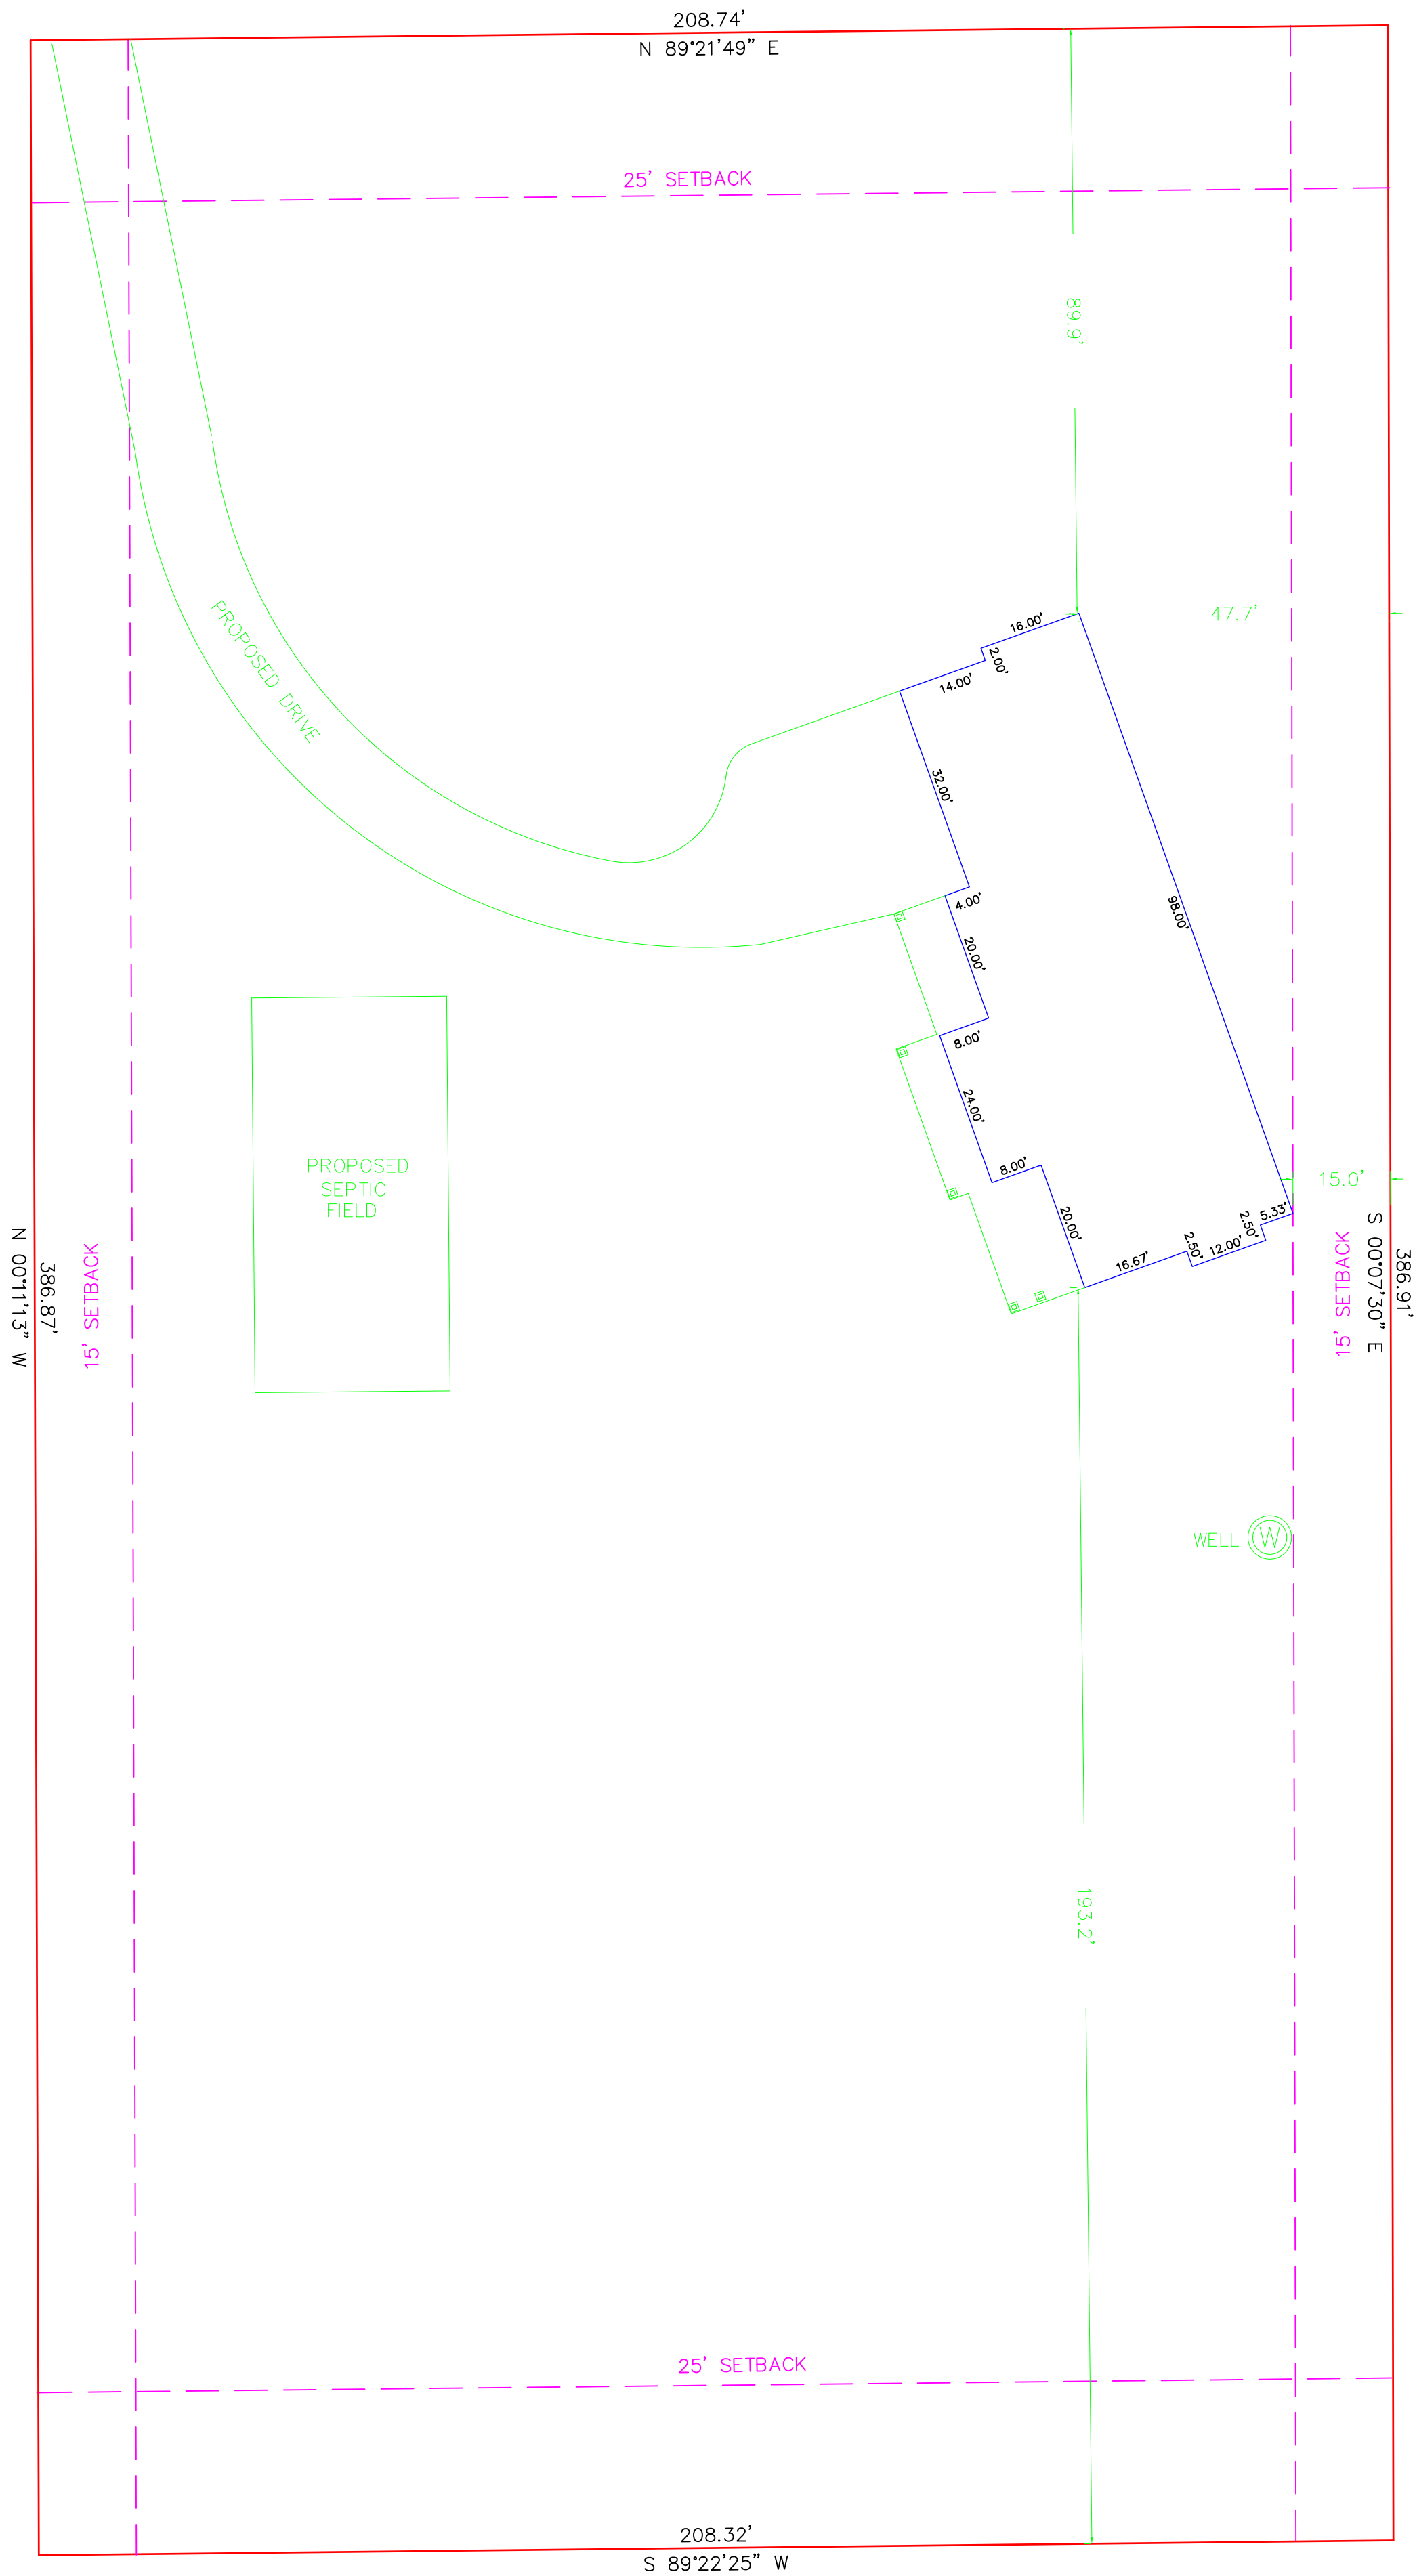 208.74'
N 89°21'49" E
25' SETBACK
89.9'
PROPOSED DRIVE
16.00'
2.00'
14.00'
47.7'
32.00'
4.00'
98.00'
20.00'
8.00'
24.00'
8.00'
20.00'
15.0'
PROPOSED
SEPTIC
FIELD
16.67'
2.50'
12.00'
2.50'
5.33'
N 00°11'13" W
386.87'
15' SETBACK
15' SETBACK
S 00°07'30" E
386.91'
WELL W
193.2'
25' SETBACK
208.32'
S 89°22'25" W